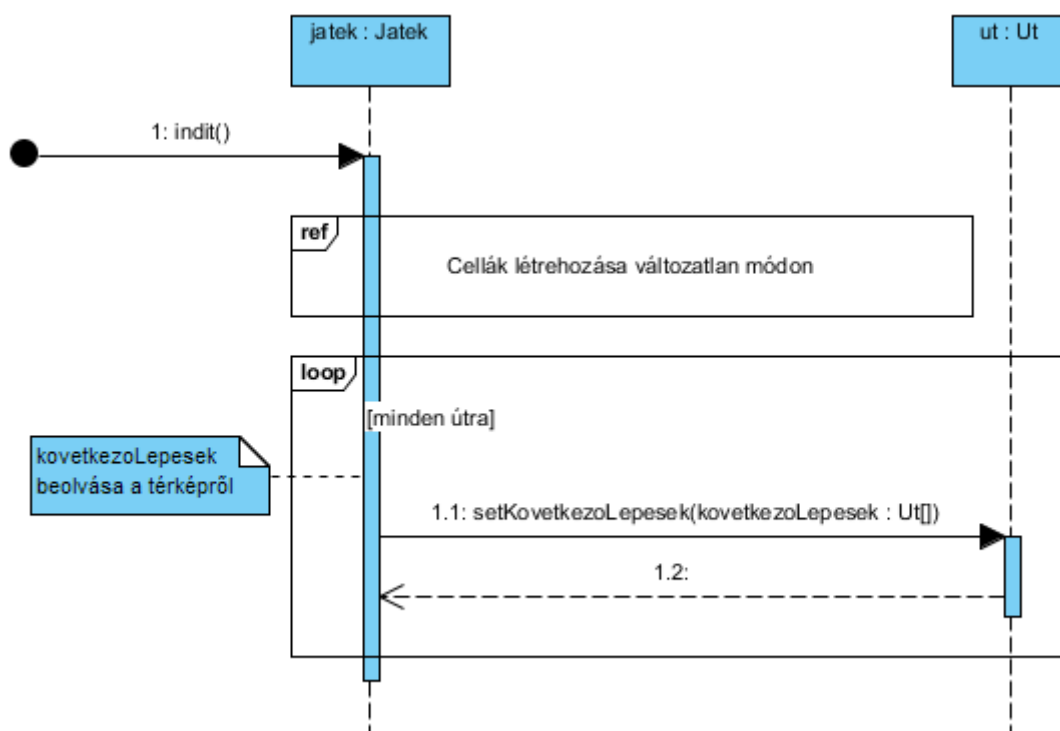 jatek : Jatek
ut : Ut
1: indit()
ref
Cellák létrehozása változatlan módon
loop
[minden útra]
kovetkezoLepesek
beolvása a térképről
1.1: setKovetkezoLepesek(kovetkezoLepesek : Ut[])
1.2: